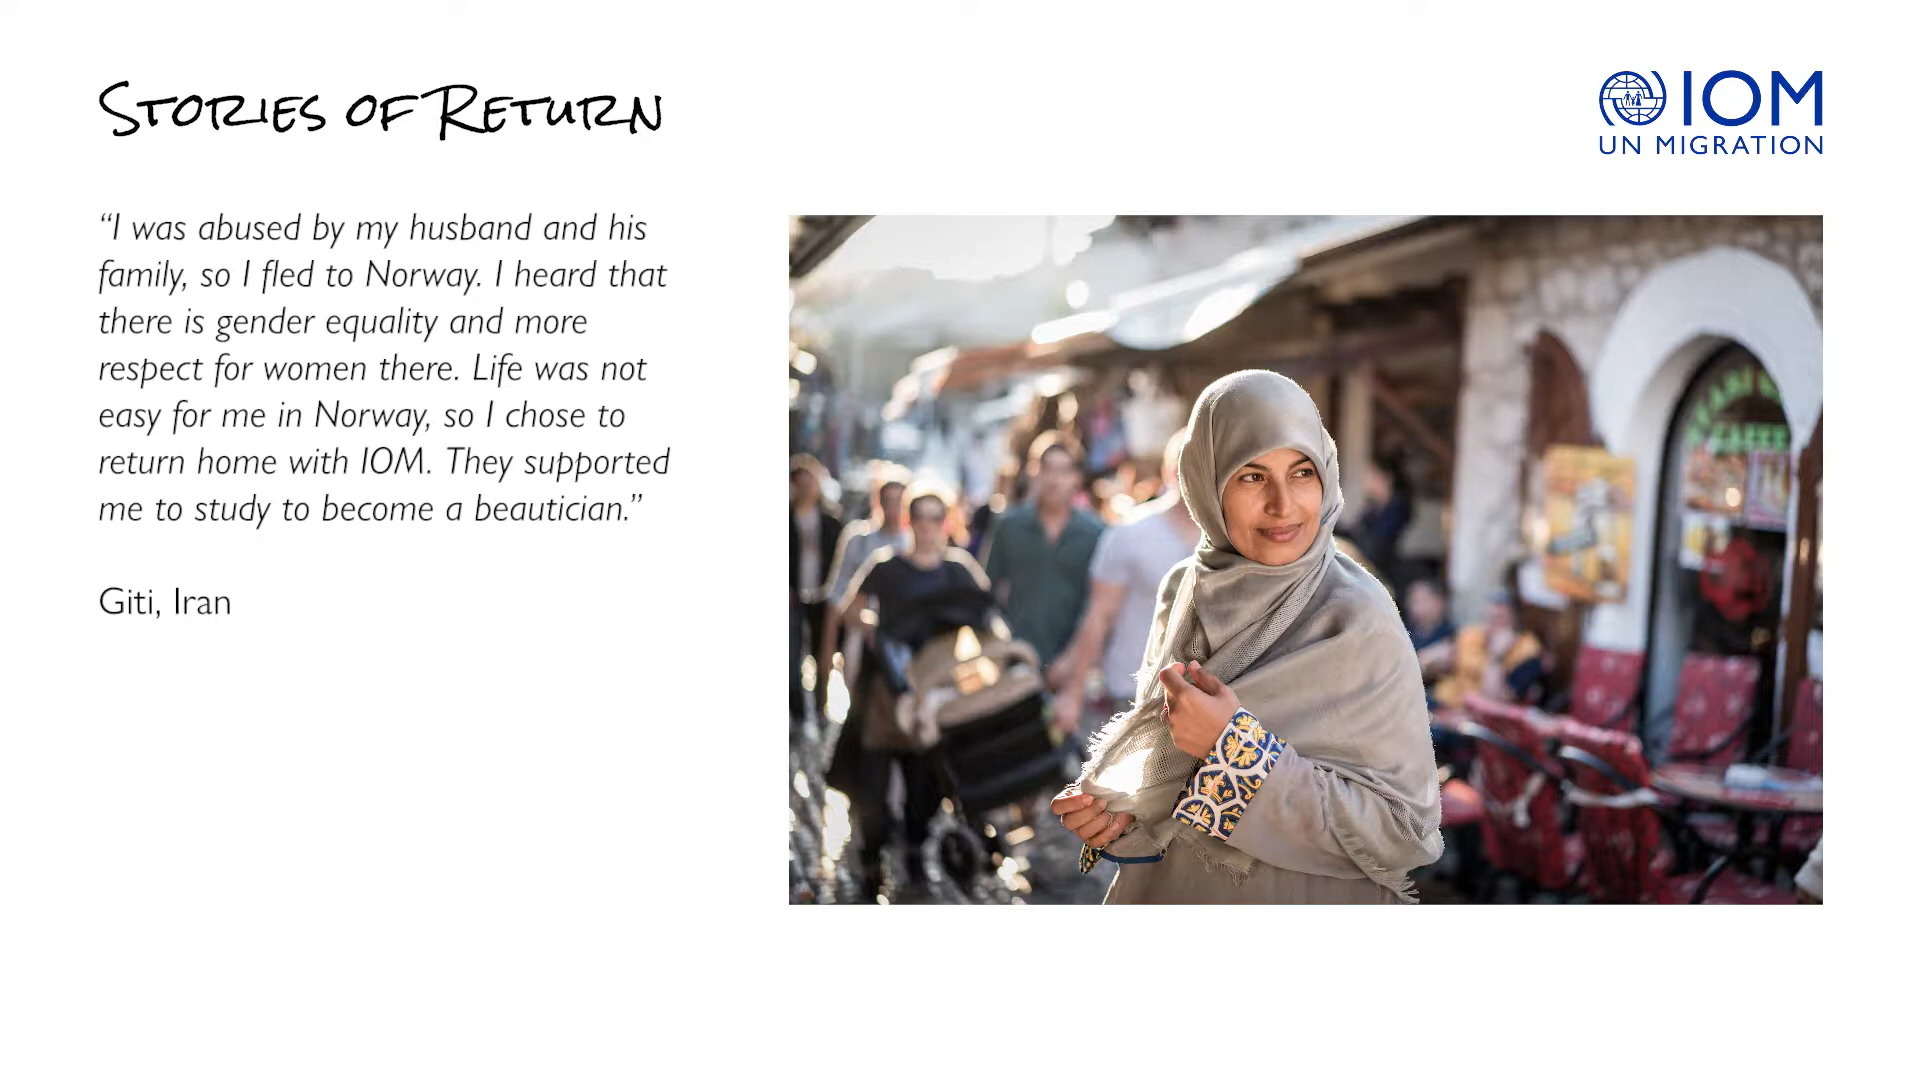 Stories of Return
IOM
UN MIGRATION
“I was abused by my husband and his
family, so I fled to Norway. I heard that
there is gender equality and more
respect for women there. Life was not
easy for me in Norway, so I chose to
return home with IOM. They supported
me to study to become a beautician.”
Giti, Iran